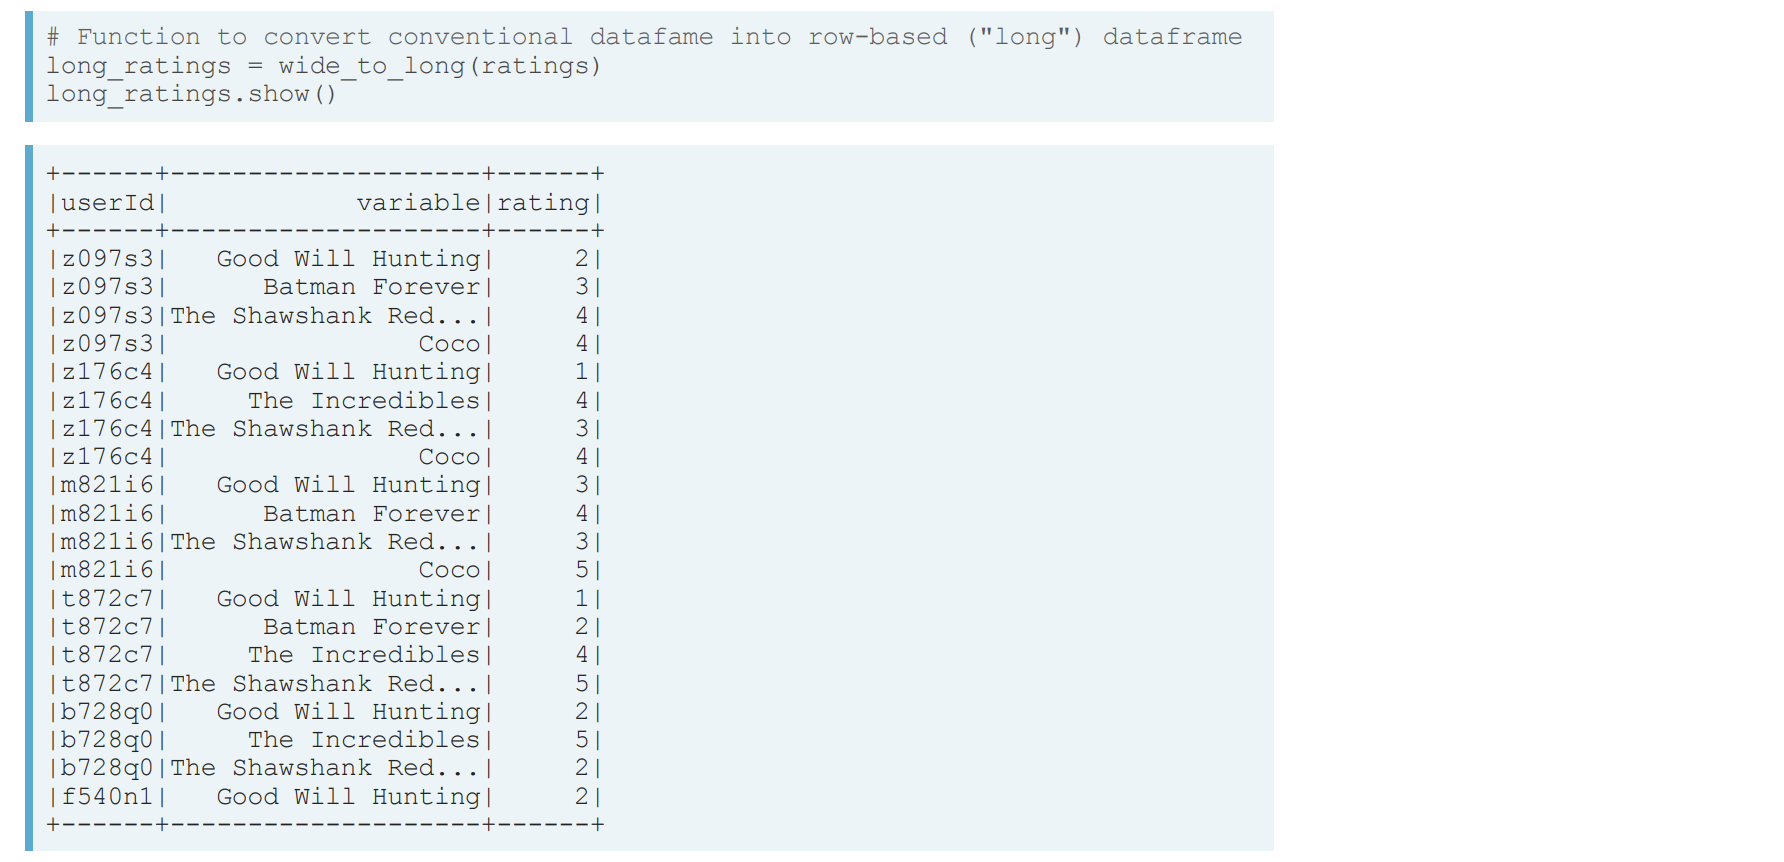 # Function to convert conventional datafame into row-based ("long") dataframe
long_ratings = wide_to_long(ratings)
long_ratings.show()
+------+--------------------+------+
|userId|            variable|rating|
+------+--------------------+------+
|z097s3|   Good Will Hunting|     2|
|z097s3|      Batman Forever|     3|
|z097s3|The Shawshank Red...|     4|
|z097s3|                Coco|     4|
|z176c4|   Good Will Hunting|     1|
|z176c4|     The Incredibles|     4|
|z176c4|The Shawshank Red...|     3|
|z176c4|                Coco|     4|
|m821i6|   Good Will Hunting|     3|
|m821i6|      Batman Forever|     4|
|m821i6|The Shawshank Red...|     3|
|m821i6|                Coco|     5|
|t872c7|   Good Will Hunting|     1|
|t872c7|      Batman Forever|     2|
|t872c7|     The Incredibles|     4|
|t872c7|The Shawshank Red...|     5|
|b728q0|   Good Will Hunting|     2|
|b728q0|     The Incredibles|     5|
|b728q0|The Shawshank Red...|     2|
|f540n1|   Good Will Hunting|     2|
+------+--------------------+------+